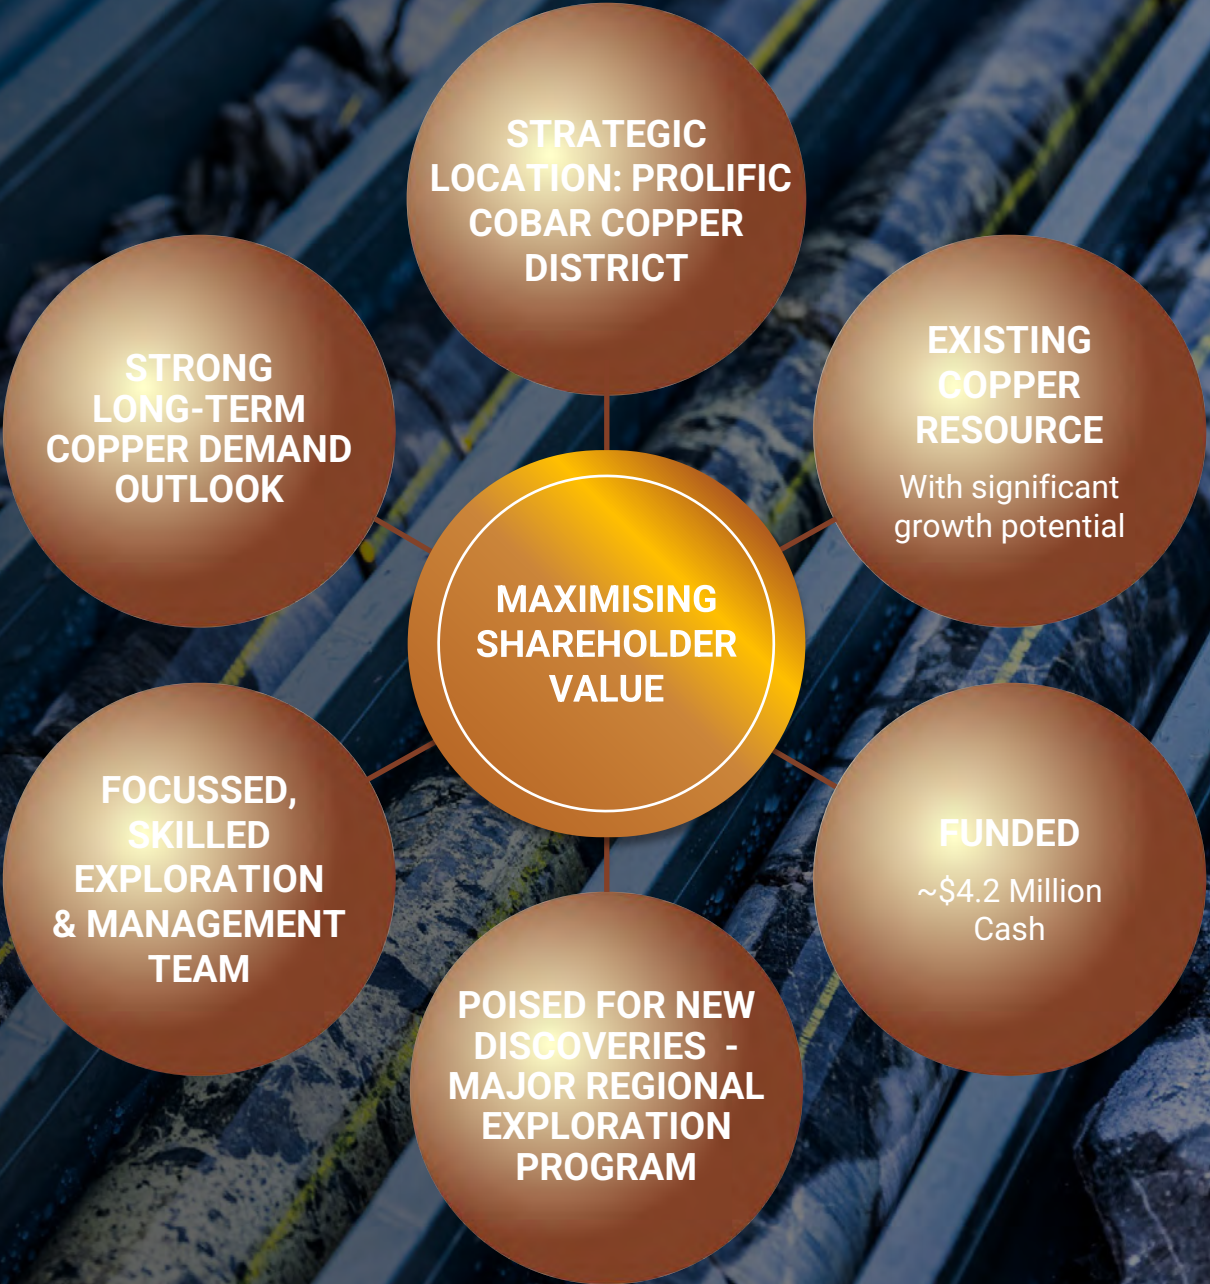 STRATEGIC
LOCATION: PROLIFIC
COBAR COPPER
DISTRICT
EXISTING
COPPER
RESOURCE
With significant
growth potential
FUNDED
~$4.2 Million
Cash
POISED FOR NEW
DISCOVERIES  -
MAJOR REGIONAL
EXPLORATION
PROGRAM
FOCUSSED,
SKILLED
EXPLORATION
& MANAGEMENT
TEAM
STRONG
LONG-TERM
COPPER DEMAND
OUTLOOK
MAXIMISING
SHAREHOLDER
VALUE